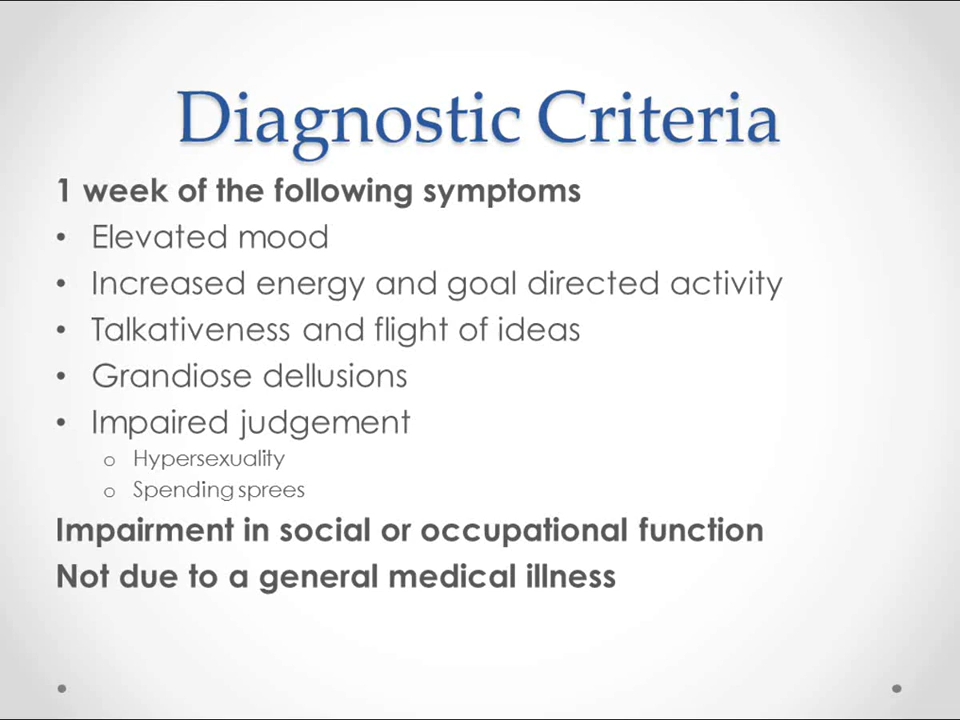 Diagnostic Criteria
1 week of the following symptoms
• Elevated mood
• Increased energy and goal directed activity
• Talkativeness and flight of ideas
• Grandiose dellusions
• Impaired judgement
o Hypersexuality
o Spending sprees
Impairment in social or occupational function
Not due to a general medical illness